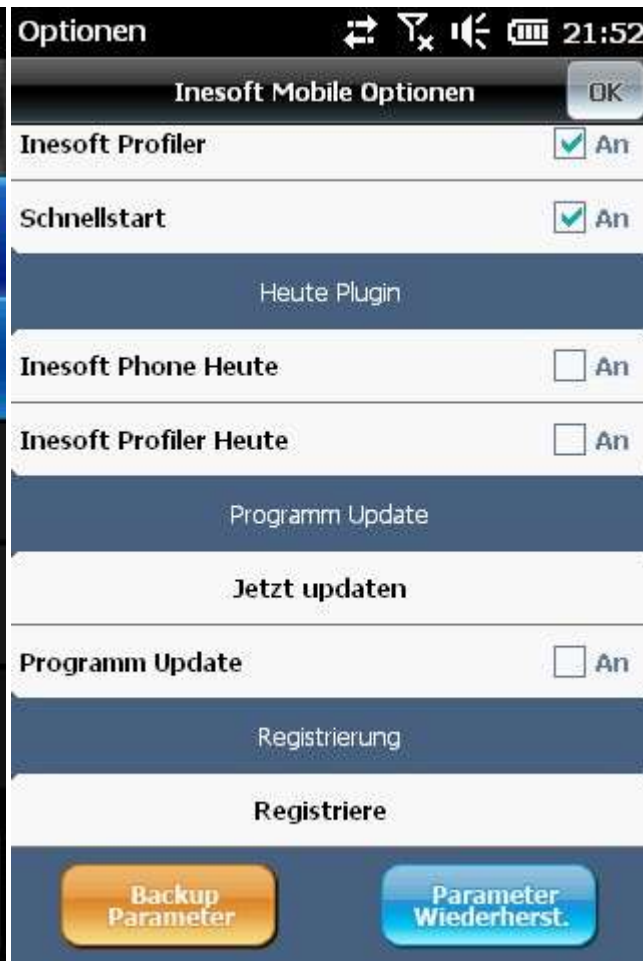 Optionen 21:52
Inesoft Mobile Optionen OK
Inesoft Profiler An
Schnellstart An
Heute Plugin
Inesoft Phone Heute An
Inesoft Profiler Heute An
Programm Update
Jetzt updaten
Programm Update An
Registrierung
Registriere
Backup Parameter
Parameter Wiederherst.